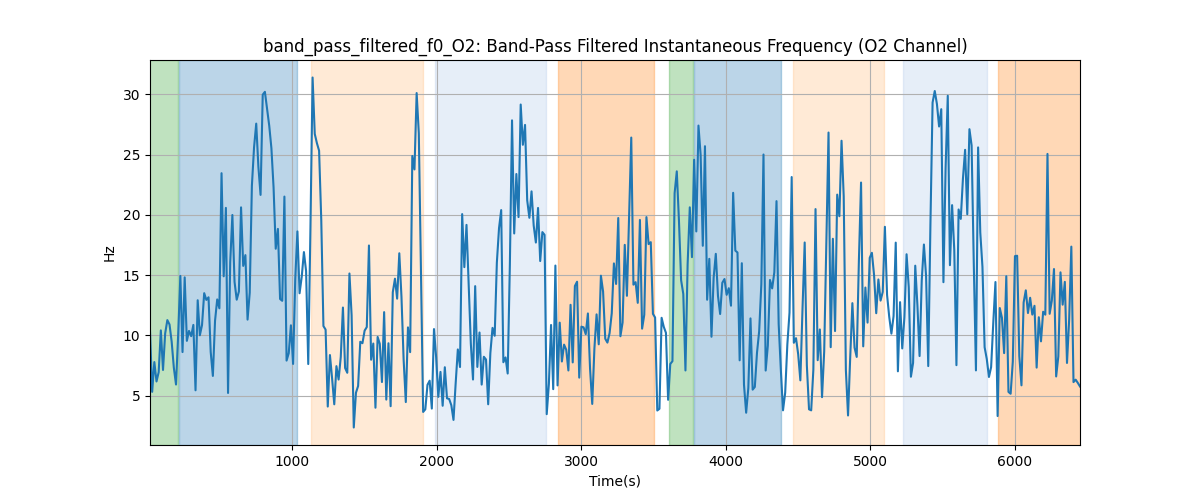 band_pass_filtered_f0_O2: Band-Pass Filtered Instantaneous Frequency (O2 Channel)
30
25
20
15
10
5
Hz
1000 2000 3000 4000 5000 6000
Time(s)